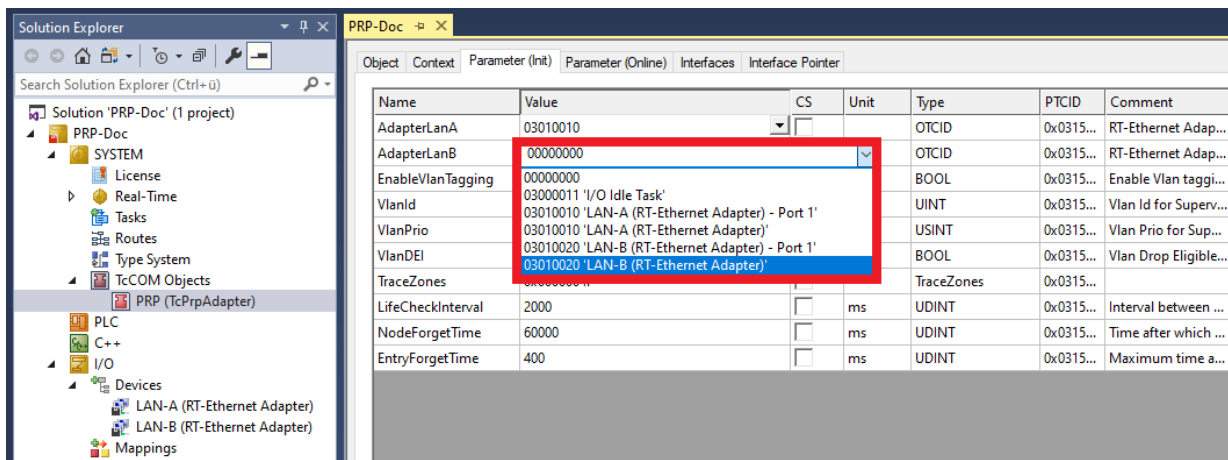 Solution Explorer
Search Solution Explorer (Ctrl+ü)
Solution 'PRP-Doc' (1 project)
PRP-Doc
SYSTEM
License
Real-Time
Tasks
Routes
Type System
TcCOM Objects
PRP (TcPrpAdapter)
PLC
C++
I/O
Devices
LAN-A (RT-Ethernet Adapter)
LAN-B (RT-Ethernet Adapter)
Mappings
PRP-Doc
Object Context Parameter (Init) Parameter (Online) Interfaces Interface Pointer
Name Value CS Unit Type PTCID Comment
AdapterLanA 03010010 OTCID 0x0315... RT-Ethernet Adap...
AdapterLanB 00000000 OTCID 0x0315... RT-Ethernet Adap...
EnableVlanTagging BOOL 0x0315... Enable Vlan taggi...
VlanId UINT 0x0315... Vlan Id for Superv...
VlanPrio USINT 0x0315... Vlan Prio for Sup...
VlanDEI BOOL 0x0315... Vlan Drop Eligible...
00000000
03000011 'I/O Idle Task'
03010010 'LAN-A (RT-Ethernet Adapter) - Port 1'
03010010 'LAN-A (RT-Ethernet Adapter)'
03010020 'LAN-B (RT-Ethernet Adapter) - Port 1'
03010020 'LAN-B (RT-Ethernet Adapter)'
TraceZones TraceZones 0x0315...
LifeCheckInterval 2000 ms UDINT 0x0315... Interval between ...
NodeForgetTime 60000 ms UDINT 0x0315... Time after which ...
EntryForgetTime 400 ms UDINT 0x0315... Maximum time a...